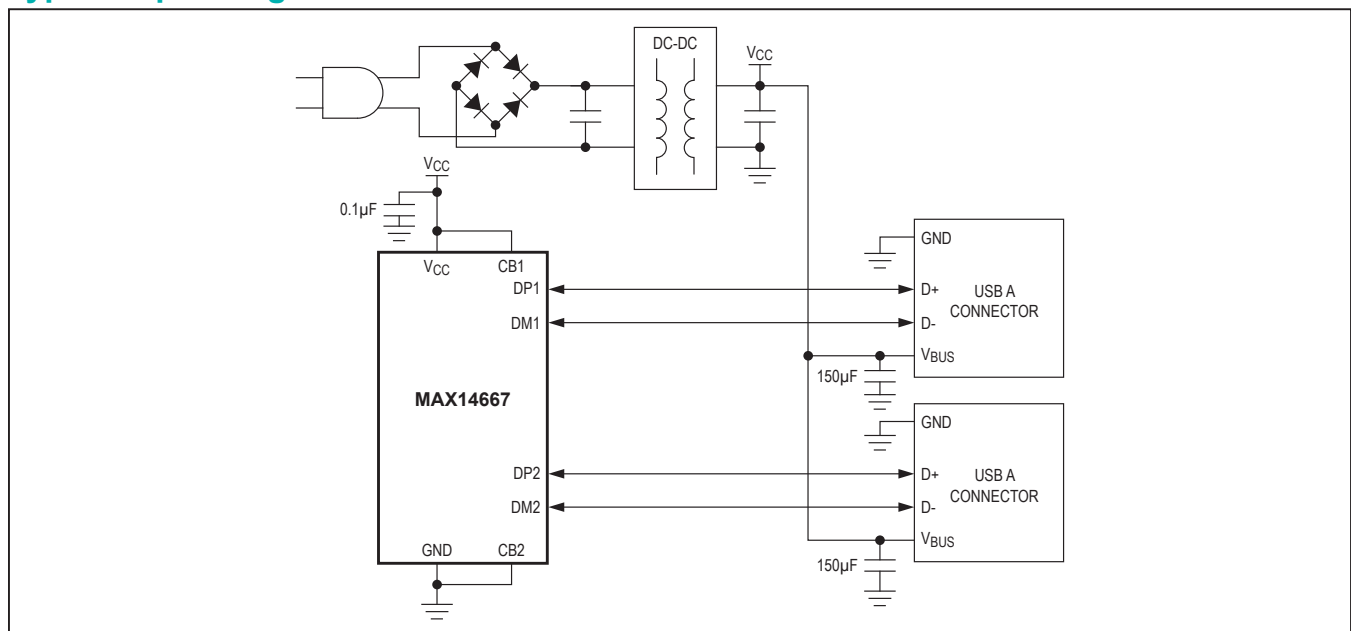 DC-DC
VCC
VCC
0.1µF
VCC
CB1
DP1
DM1
MAX14667
DP2
DM2
GND
CB2
GND
D+
USB A
CONNECTOR
D-
VBUS
150µF
GND
D+
USB A
CONNECTOR
D-
VBUS
150µF